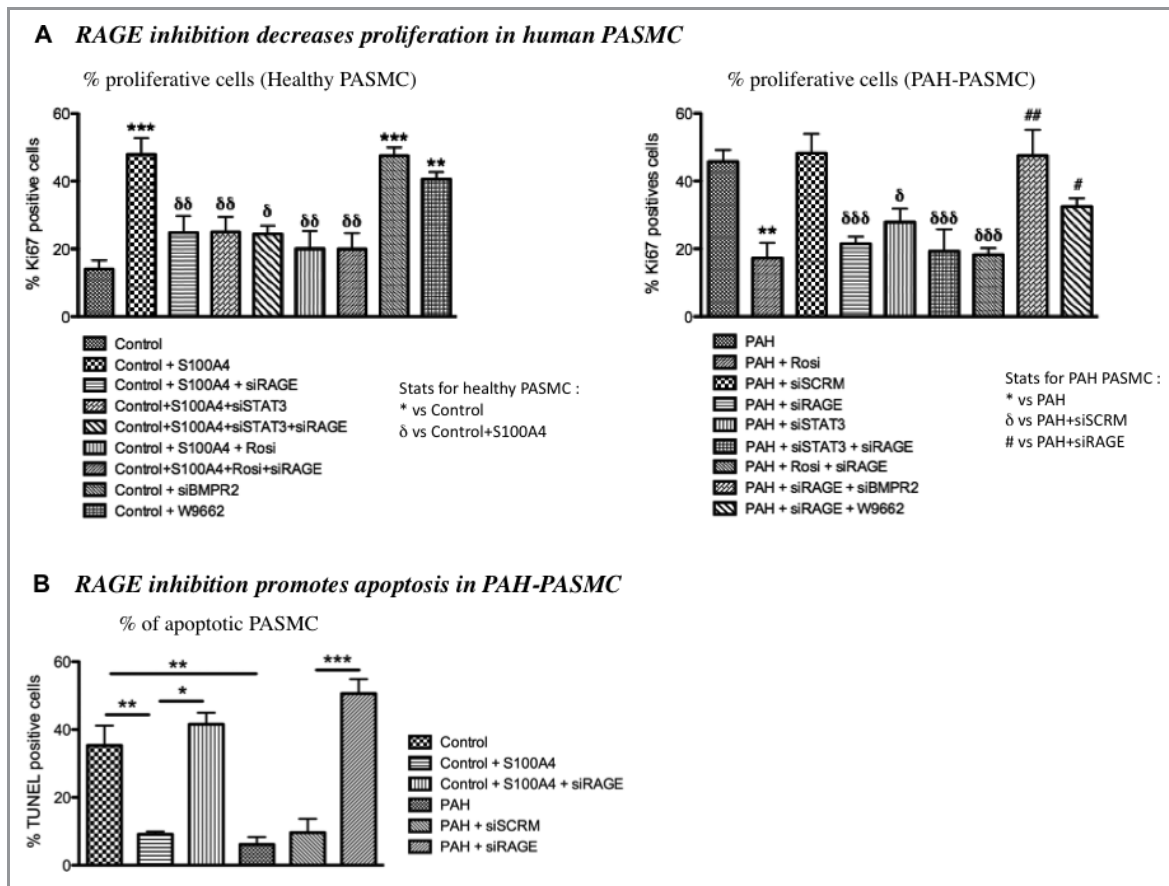 A RAGE inhibition decreases proliferation in human PASMC
% proliferative cells (Healthy PASMC)
% Ki67 positive cells
60
40
20
0
***
δδ
δδ
δ
δδ
δδ
***
**
Control
Control + S100A4
Control + S100A4 + siRAGE
Control+S100A4+siSTAT3
Control+S100A4+siSTAT3+siRAGE
Control + S100A4 + Rosi
Control+S100A4+Rosi+siRAGE
Control + siBMPR2
Control + W9662
Stats for healthy PASMC :
* vs Control
δ vs Control+S100A4
% proliferative cells (PAH-PASMC)
% Ki67 positives cells
60
40
20
0
**
δδδ
δ
δδδ
δδδ
##
#
PAH
PAH + Rosi
PAH + siSCRM
PAH + siRAGE
PAH + siSTAT3
PAH + siSTAT3 + siRAGE
PAH + Rosi + siRAGE
PAH + siRAGE + siBMPR2
PAH + siRAGE + W9662
Stats for PAH PASMC :
* vs PAH
δ vs PAH+siSCRM
# vs PAH+siRAGE
B RAGE inhibition promotes apoptosis in PAH-PASMC
% of apoptotic PASMC
% TUNEL positive cells
60
40
20
0
**
**
*
***
Control
Control + S100A4
Control + S100A4 + siRAGE
PAH
PAH + siSCRM
PAH + siRAGE